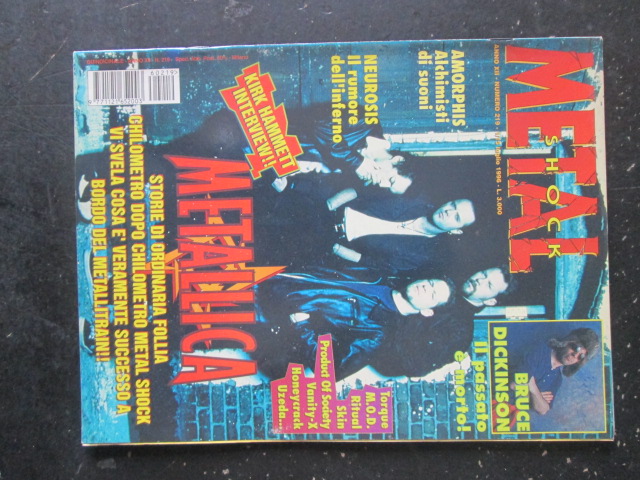 METAL
SHOCK
AMORPHIS
Alchimisti
di suoni
NEUROSIS
Il rumore
dell'inferno
KIRK HAMMETT
INTERVIEW!!
BRUCE
DICKINSON
Il passato
è morto!
METALLICA
Torque
M.O.D.
Ritual
Skin
Product Of Society
Vanity-X
Honeycrack
Uzeda...
STORIE DI ORDINARIA FOLLIA
CHILOMETRO DOPO CHILOMETRO METAL SHOCK
VI SVELA COSA E' VERAMENTE SUCCESSO A
BORDO DEL METALLITRAIN!!